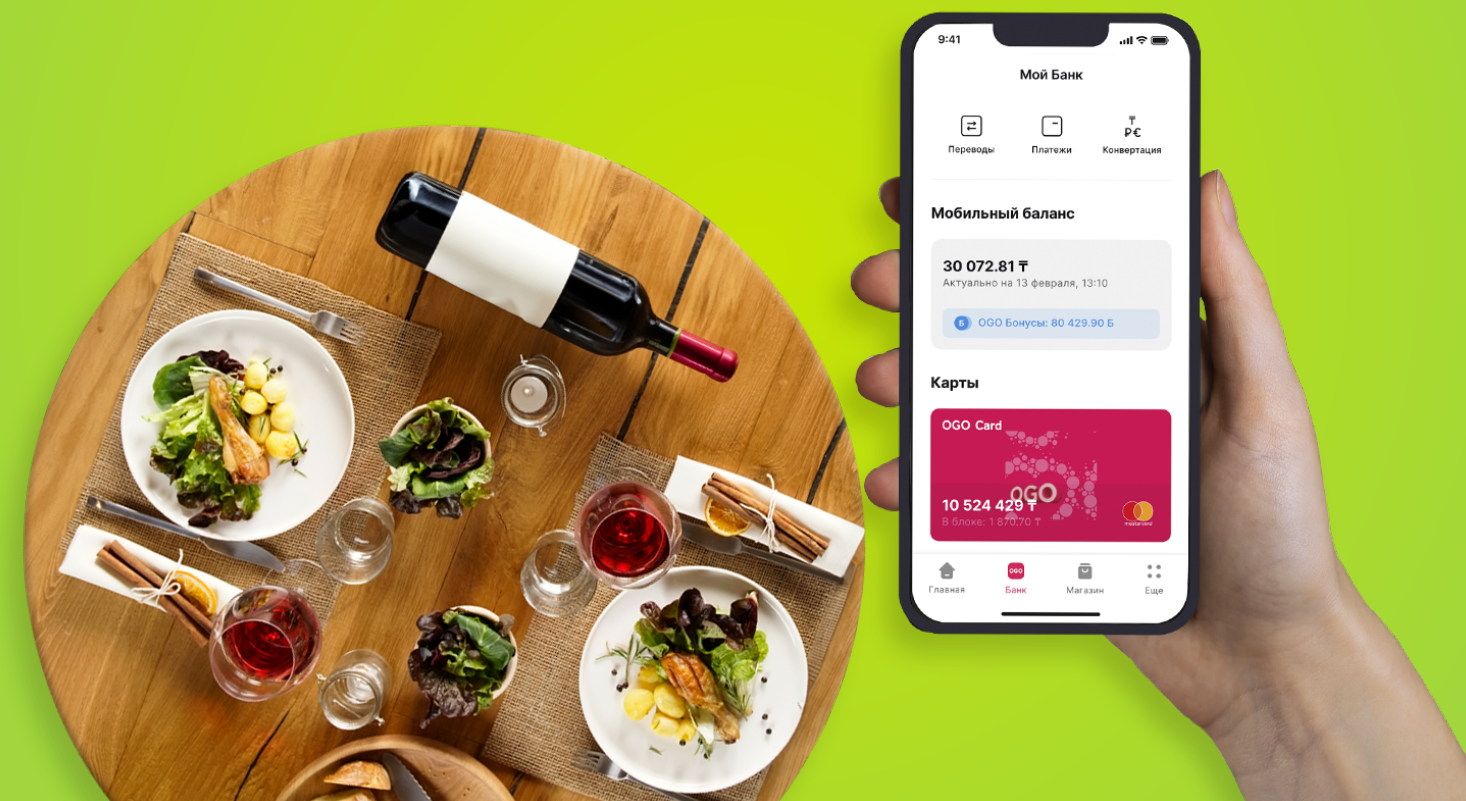 9:41
Мой Банк
₸
₽€
Переводы
Платежи
Конвертация
Мобильный баланс
30 072.81 ₸
Актуально на 13 февраля, 13:10
Б
OGO Бонусы: 80 429.90 Б
Карты
OGO Card
OGO
10 524 429 ₸
В блоке: 1 870.70 ₸
mastercard
OGO
Главная
Банк
Магазин
Еще